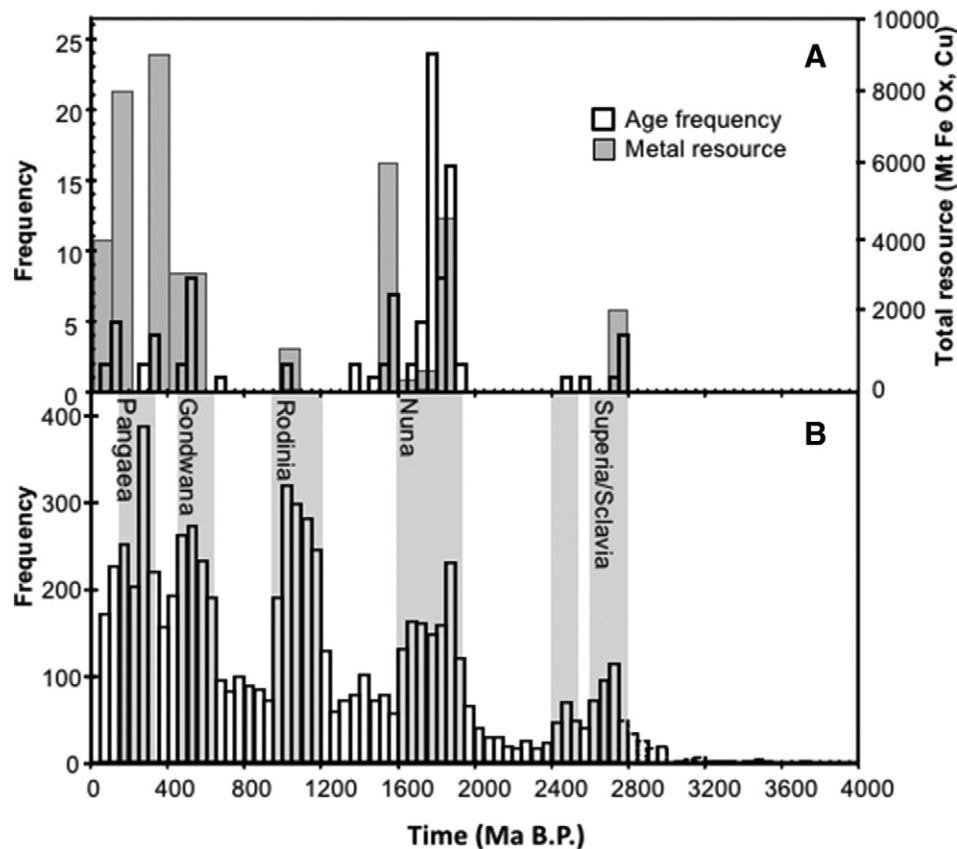 A
25
20
15
10
5
0
Frequency
10000
8000
6000
4000
2000
0
Total resource (Mt Fe Ox, Cu)
Age frequency
Metal resource
B
400
300
200
100
0
Frequency
Pangaea
Gondwana
Rodinia
Nuna
Superia/Sclavia
0 400 800 1200 1600 2000 2400 2800 3200 3600 4000
Time (Ma B.P.)